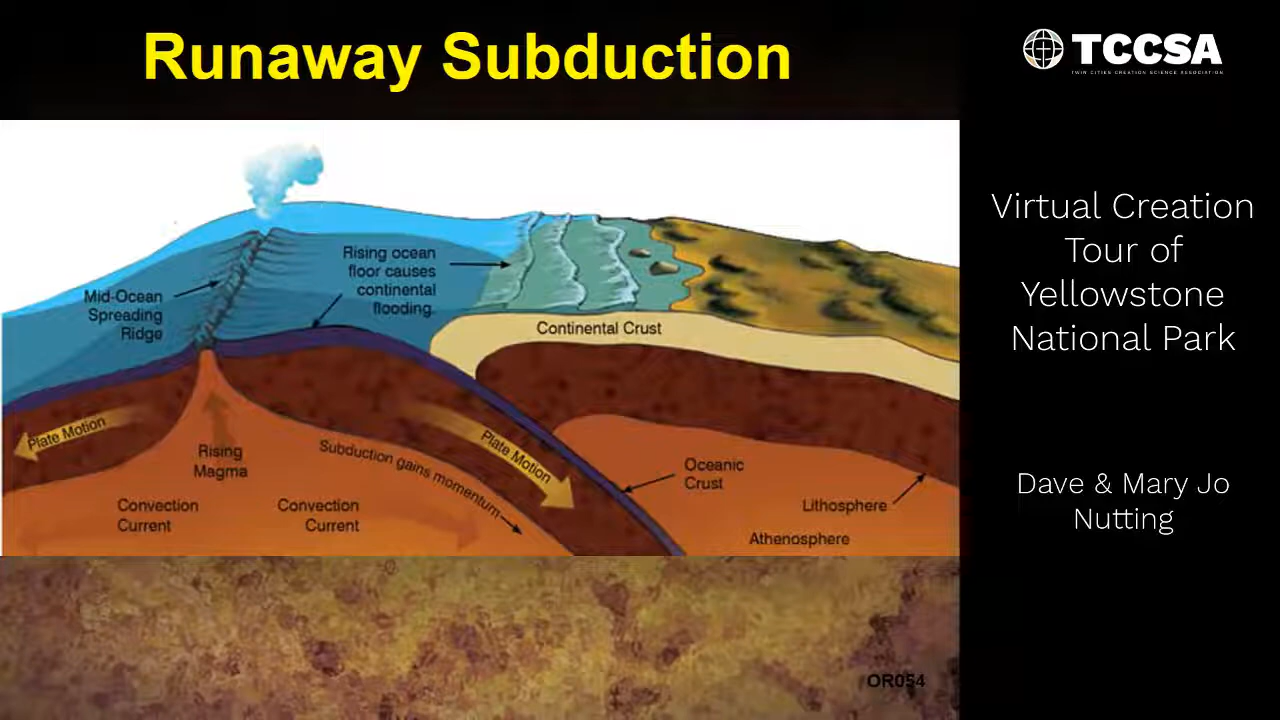 Runaway Subduction
TCCSA
TWIN CITIES CREATION SCIENCE ASSOCIATION
Virtual Creation
Tour of
Yellowstone
National Park
Dave & Mary Jo
Nutting
Rising ocean
floor causes
continental
flooding.
Mid-Ocean
Spreading
Ridge
Continental Crust
Plate Motion
Rising
Magma
Subduction gains momentum
Plate Motion
Oceanic
Crust
Convection
Current
Convection
Current
Lithosphere
Athenosphere
OR054